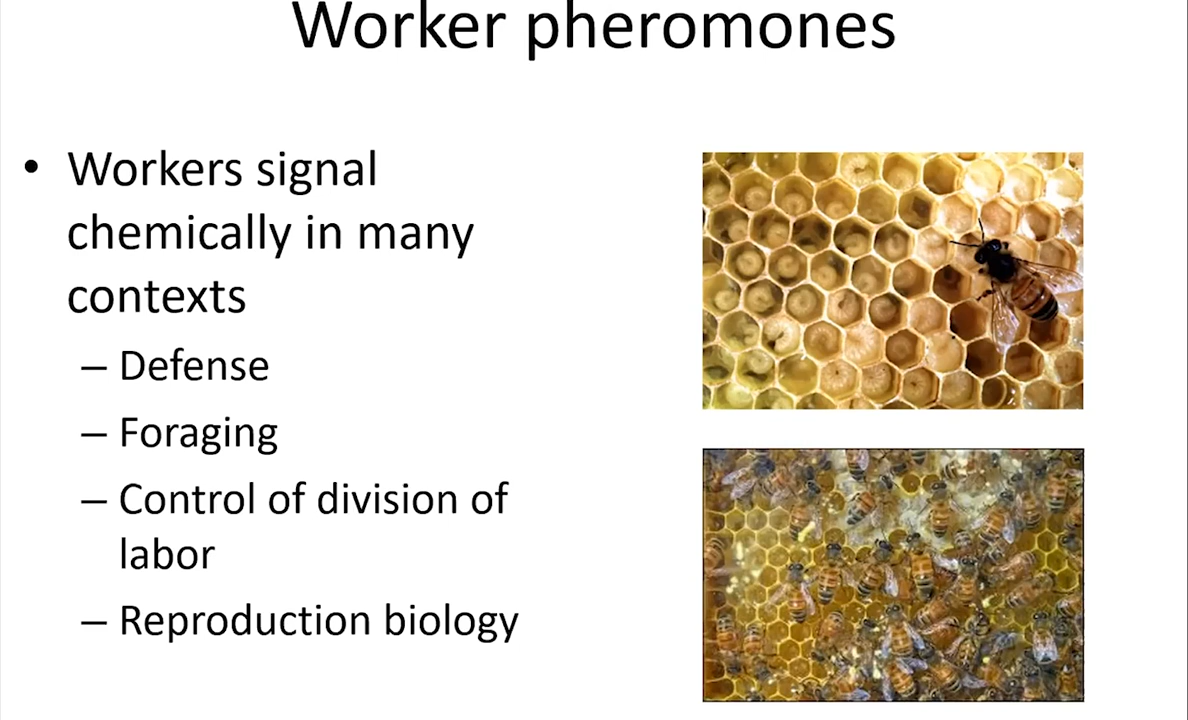 Worker pheromones
• Workers signal
chemically in many
contexts
– Defense
– Foraging
– Control of division of
labor
– Reproduction biology